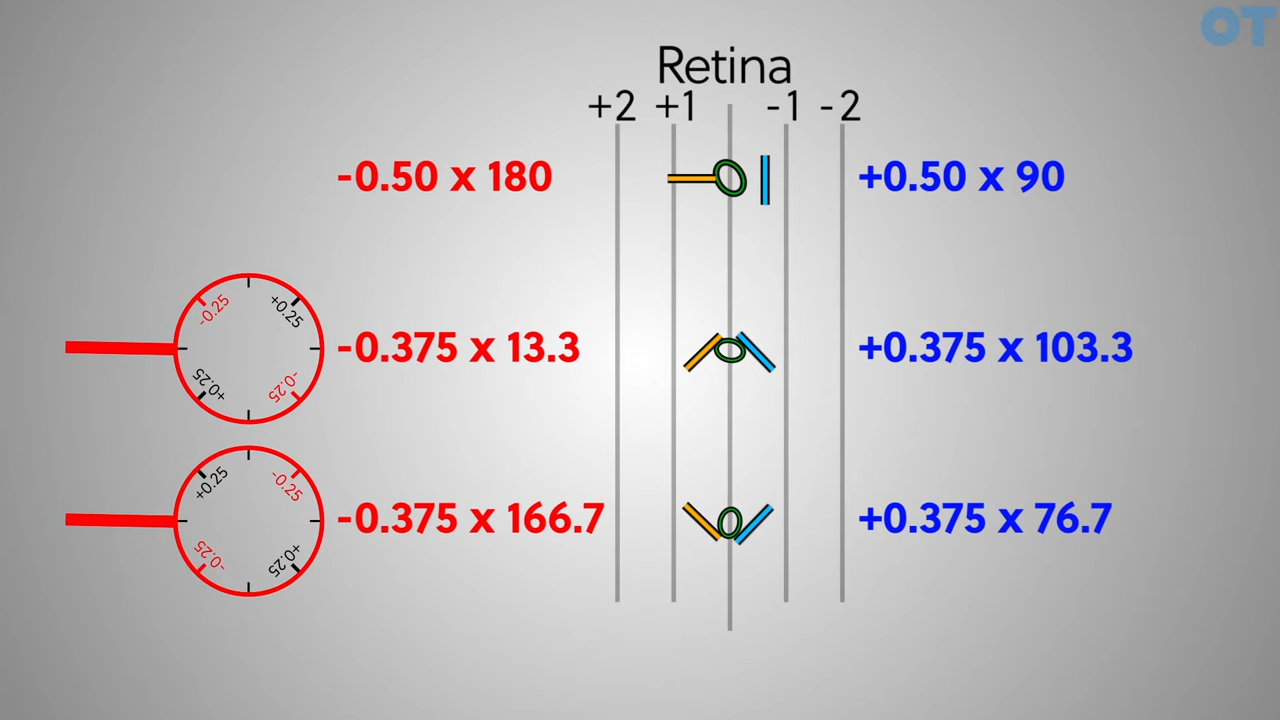 OT
Retina
+2 +1 -1 -2
-0.50 x 180 +0.50 x 90
-0.25 +0.25
-0.375 x 13.3 +0.375 x 103.3
+0.25 -0.25
+0.25 -0.25
-0.375 x 166.7 +0.375 x 76.7
-0.25 +0.25